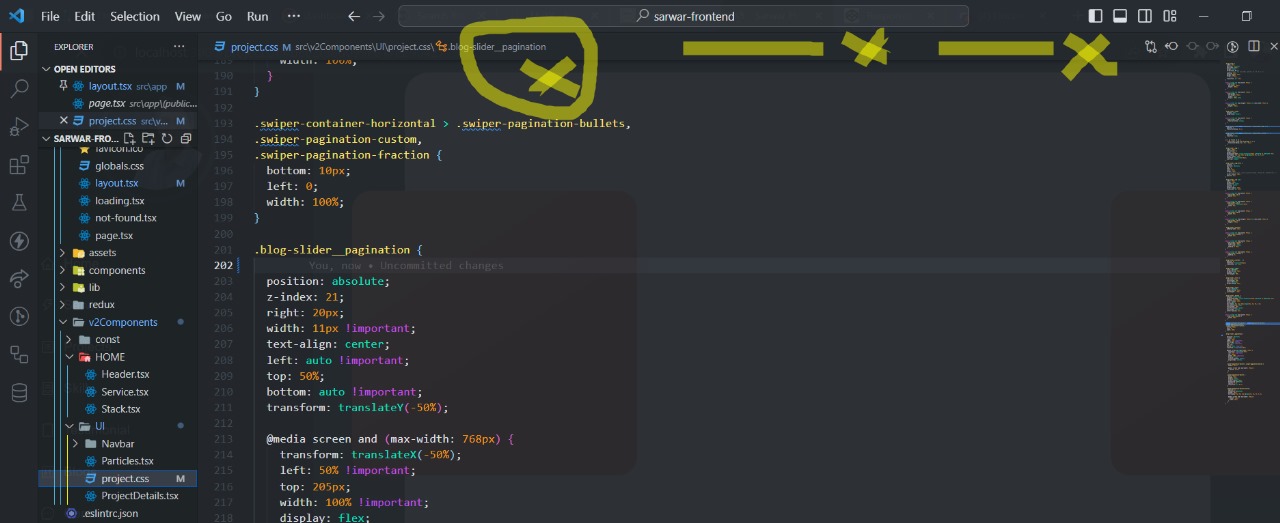 File Edit Selection View Go Run ··· sarwar-frontend
EXPLORER ···
OPEN EDITORS
layout.tsx src\app M
page.tsx src\app\(public...
project.css src\v... M
SARWAR-FRO...
favicon.ico
globals.css
layout.tsx M
loading.tsx
not-found.tsx
page.tsx
assets
components
lib
redux
v2Components
const
HOME
Header.tsx
Service.tsx
Stack.tsx
UI
Navbar
Particles.tsx
project.css M
ProjectDetails.tsx
.eslintrc.json
project.css M src\v2Components\UI\project.css\ .blog-slider__pagination
189 width: 100%;
190 }
191 }
192
193 .swiper-container-horizontal > .swiper-pagination-bullets,
194 .swiper-pagination-custom,
195 .swiper-pagination-fraction {
196 bottom: 10px;
197 left: 0;
198 width: 100%;
199 }
200
201 .blog-slider__pagination {
202 You, now • Uncommitted changes
203 position: absolute;
204 z-index: 21;
205 right: 20px;
206 width: 11px !important;
207 text-align: center;
208 left: auto !important;
209 top: 50%;
210 bottom: auto !important;
211 transform: translateY(-50%);
212
213 @media screen and (max-width: 768px) {
214 transform: translateX(-50%);
215 left: 50% !important;
216 top: 205px;
217 width: 100% !important;
218 display: flex;